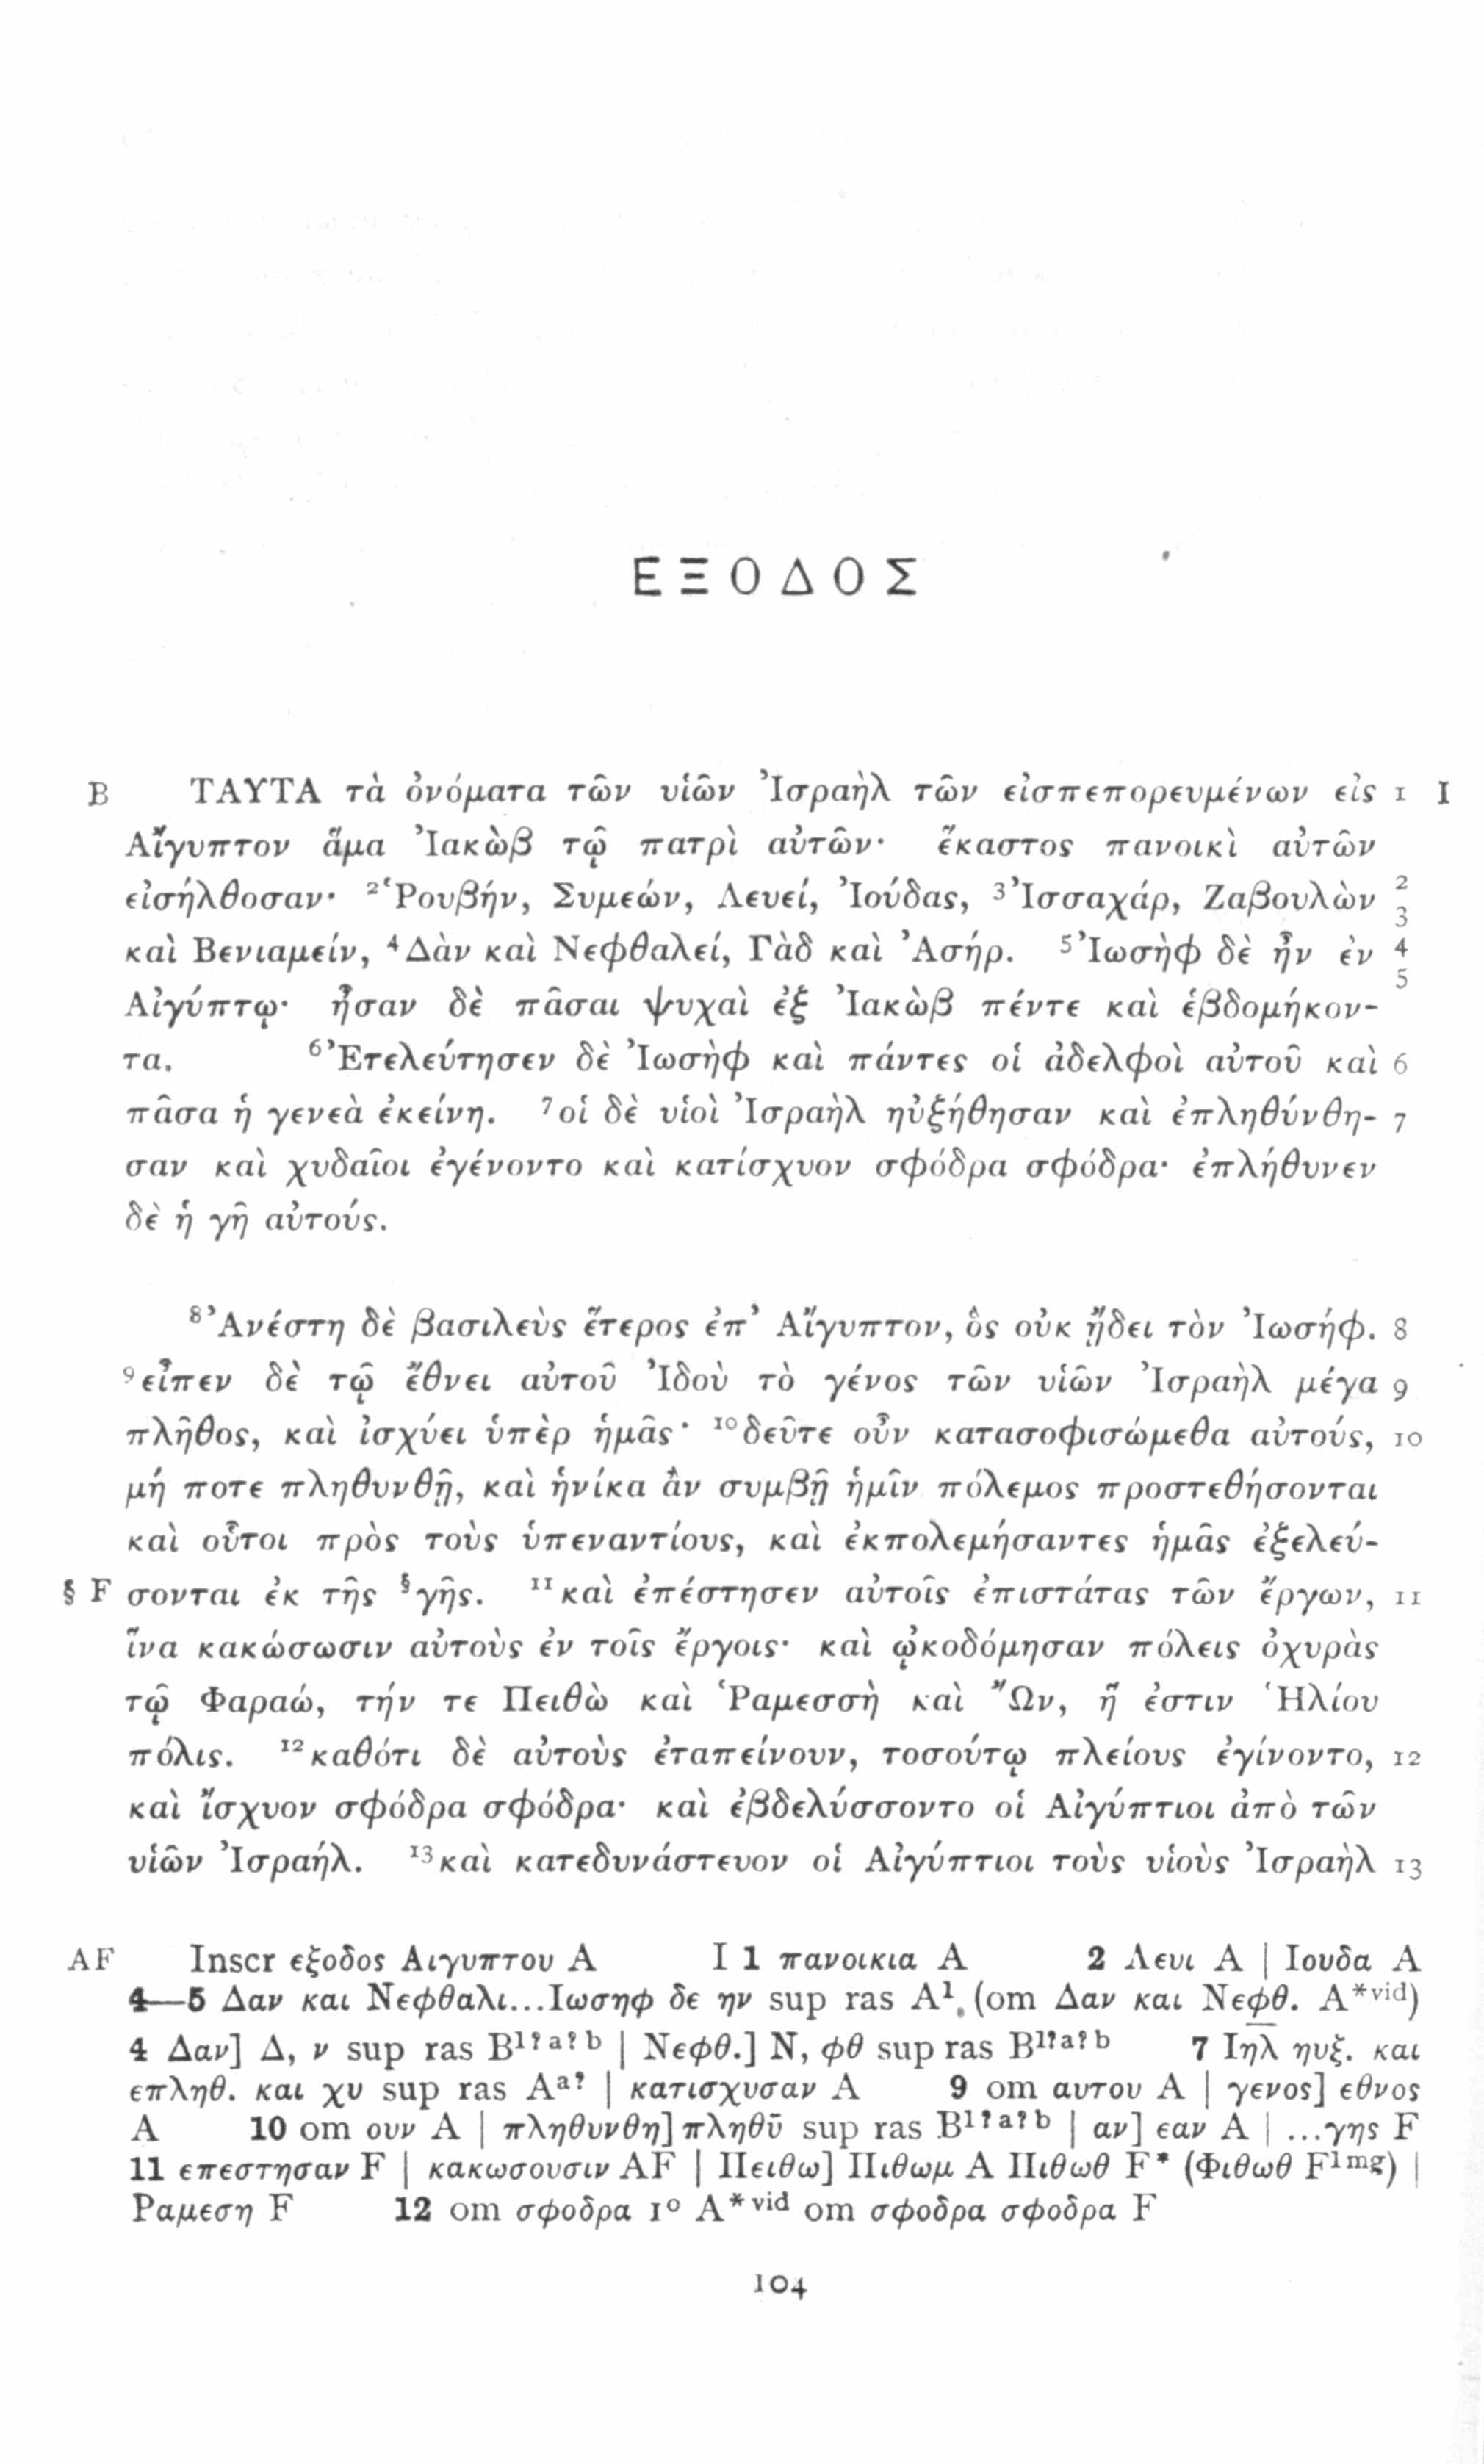 ΕΞΟΔΟΣ
B ΤΑΥΤΑ τὰ ὀνόματα τῶν υἱῶν Ἰσραὴλ τῶν εἰσπεπορευμένων εἰς 1 I
Αἴγυπτον ἅμα Ἰακὼβ τῷ πατρὶ αὐτῶν· ἕκαστος πανοικὶ αὐτῶν
εἰσήλθοσαν· ²Ῥουβήν, Συμεών, Λευεί, Ἰούδας, ³Ἰσσαχάρ, Ζαβουλὼν 2 3
καὶ Βενιαμείν, ⁴Δὰν καὶ Νεφθαλεί, Γὰδ καὶ Ἀσήρ. ⁵Ἰωσὴφ δὲ ἦν ἐν 4 5
Αἰγύπτῳ· ἦσαν δὲ πᾶσαι ψυχαὶ ἐξ Ἰακὼβ πέντε καὶ ἑβδομήκον-
τα. ⁶Ἐτελεύτησεν δὲ Ἰωσὴφ καὶ πάντες οἱ ἀδελφοὶ αὐτοῦ καὶ 6
πᾶσα ἡ γενεὰ ἐκείνη. ⁷οἱ δὲ υἱοὶ Ἰσραὴλ ηὐξήθησαν καὶ ἐπληθύνθη- 7
σαν καὶ χυδαῖοι ἐγένοντο καὶ κατίσχυον σφόδρα σφόδρα· ἐπλήθυνεν
δὲ ἡ γῆ αὐτούς.
⁸Ἀνέστη δὲ βασιλεὺς ἕτερος ἐπ’ Αἴγυπτον, ὃς οὐκ ᾔδει τὸν Ἰωσήφ. 8
⁹εἶπεν δὲ τῷ ἔθνει αὐτοῦ Ἰδοὺ τὸ γένος τῶν υἱῶν Ἰσραὴλ μέγα 9
πλῆθος, καὶ ἰσχύει ὑπὲρ ἡμᾶς· ¹⁰δεῦτε οὖν κατασοφισώμεθα αὐτούς, 10
μή ποτε πληθυνθῇ, καὶ ἡνίκα ἂν συμβῇ ἡμῖν πόλεμος προστεθήσονται
καὶ οὗτοι πρὸς τοὺς ὑπεναντίους, καὶ ἐκπολεμήσαντες ἡμᾶς ἐξελεύ-
§ F σονται ἐκ τῆς §γῆς. ¹¹καὶ ἐπέστησεν αὐτοῖς ἐπιστάτας τῶν ἔργων, 11
ἵνα κακώσωσιν αὐτοὺς ἐν τοῖς ἔργοις· καὶ ᾠκοδόμησαν πόλεις ὀχυρὰς
τῷ Φαραώ, τήν τε Πειθὼ καὶ Ῥαμεσσὴ καὶ Ὤν, ἥ ἐστιν Ἡλίου
πόλις. ¹²καθότι δὲ αὐτοὺς ἐταπείνουν, τοσούτῳ πλείους ἐγίνοντο, 12
καὶ ἴσχυον σφόδρα σφόδρα· καὶ ἐβδελύσσοντο οἱ Αἰγύπτιοι ἀπὸ τῶν
υἱῶν Ἰσραήλ. ¹³καὶ κατεδυνάστευον οἱ Αἰγύπτιοι τοὺς υἱοὺς Ἰσραὴλ 13
AF Inscr εξοδος Αιγυπτου A I 1 πανοικια A 2 Λευι A | Ιουδα A
4—5 Δαν και Νεφθαλι...Ιωσηφ δε ην sup ras A¹ (om Δαν και Νεφθ. A*ᵛⁱᵈ)
4 Δαν] Δ, ν sup ras B¹ˀᵃˀᵇ | Νεφθ.] Ν, φθ sup ras B¹ˀᵃˀᵇ 7 Ιη̅λ̅ ηυξ. και
επληθ. και χυ sup ras Aᵃˀ | κατισχυσαν A 9 om αυτου A | γενος] εθνος
A 10 om ουν A | πληθυνθη] πληθῡ sup ras B¹ˀᵃˀᵇ | αν] εαν A | ...γης F
11 επεστησαν F | κακωσουσιν AF | Πειθω] Πιθωμ A Πιθωθ F* (Φιθωθ F¹ᵐᵍ) |
Ραμεση F 12 om σφοδρα 1º A*ᵛⁱᵈ om σφοδρα σφοδρα F
104